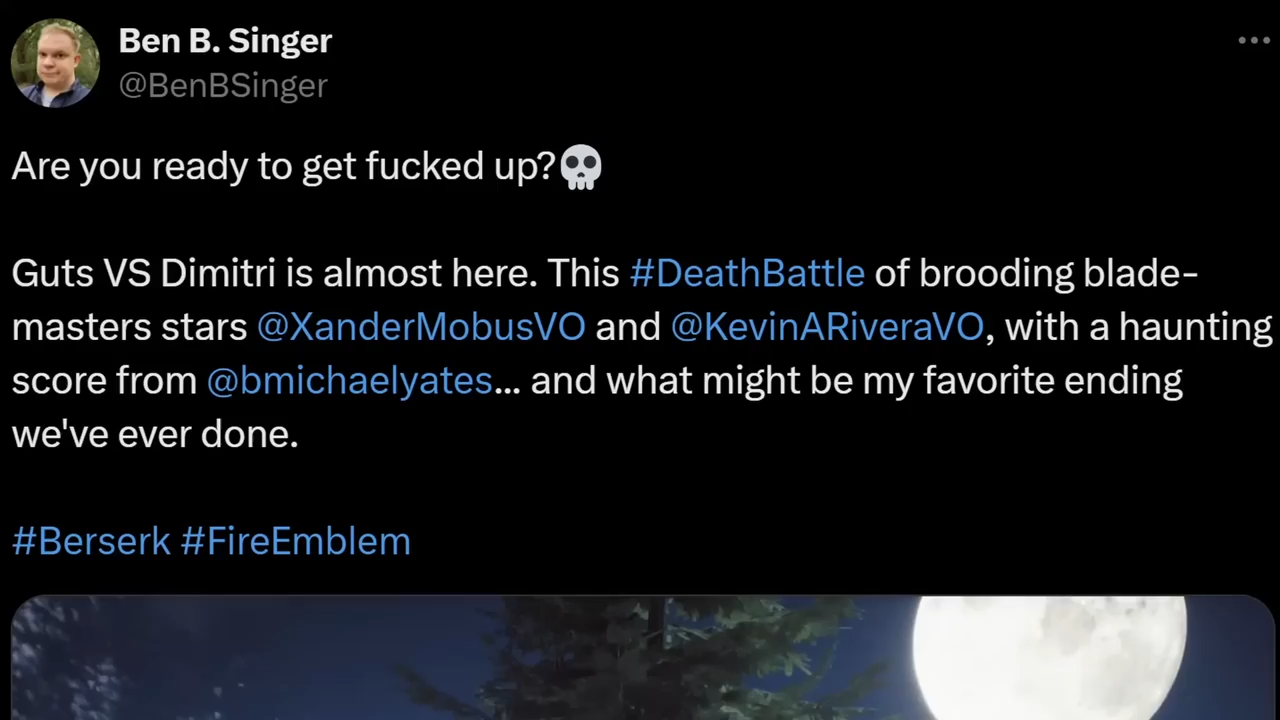 Ben B. Singer
@BenBSinger
Are you ready to get fucked up?💀
Guts VS Dimitri is almost here. This #DeathBattle of brooding blade-
masters stars @XanderMobusVO and @KevinARiveraVO, with a haunting
score from @bmichaelyates... and what might be my favorite ending
we've ever done.
#Berserk #FireEmblem